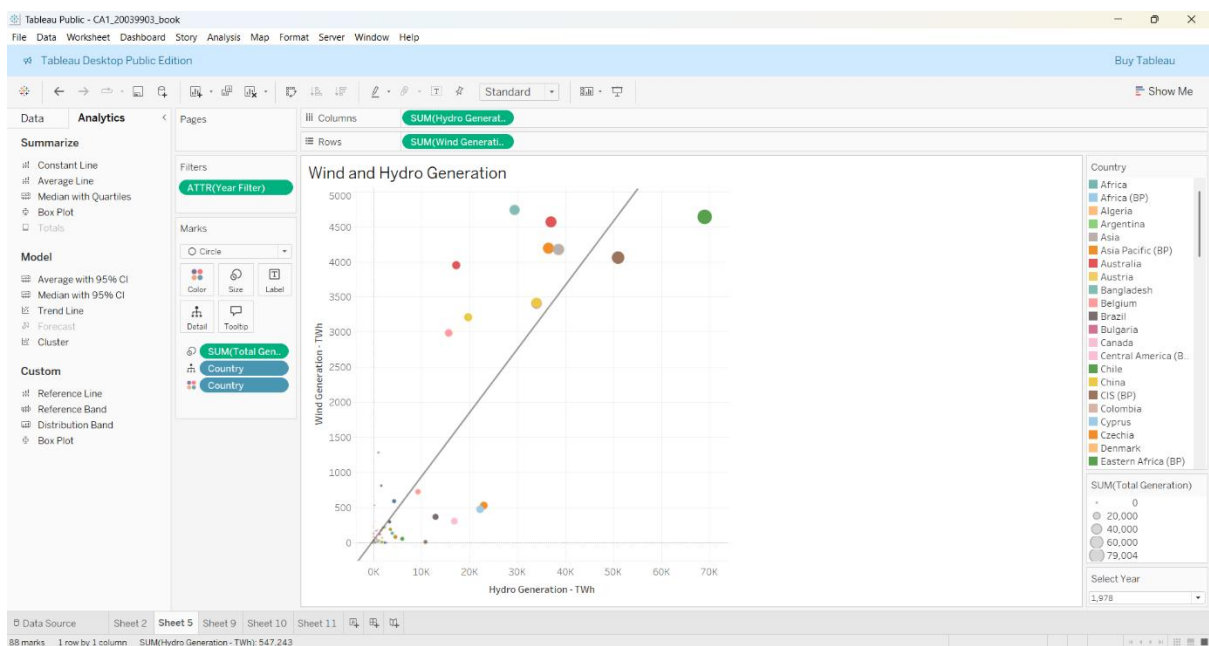 Tableau Public - CA1_20039903_book
File Data Worksheet Dashboard Story Analysis Map Format Server Window Help
Tableau Desktop Public Edition
Buy Tableau
Standard
Show Me
Data Analytics
Pages
Columns
SUM(Hydro Generat..
Rows
SUM(Wind Generati..
Summarize
Constant Line
Average Line
Median with Quartiles
Box Plot
Totals
Model
Average with 95% CI
Median with 95% CI
Trend Line
Forecast
Cluster
Custom
Reference Line
Reference Band
Distribution Band
Box Plot
Filters
ATTR(Year Filter)
Marks
Circle
Color Size Label
Detail Tooltip
SUM(Total Gen..
Country
Country
Wind and Hydro Generation
5000
4500
4000
3500
3000
2500
2000
1500
1000
500
0
Wind Generation - TWh
0K 10K 20K 30K 40K 50K 60K 70K
Hydro Generation - TWh
Country
Africa
Africa (BP)
Algeria
Argentina
Asia
Asia Pacific (BP)
Australia
Austria
Bangladesh
Belgium
Brazil
Bulgaria
Canada
Central America (B..
Chile
China
CIS (BP)
Colombia
Cyprus
Czechia
Denmark
Eastern Africa (BP)
SUM(Total Generation)
0
20,000
40,000
60,000
79,004
Select Year
1,978
Data Source Sheet 2 Sheet 5 Sheet 9 Sheet 10 Sheet 11
88 marks 1 row by 1 column SUM(Hydro Generation - TWh): 547,243